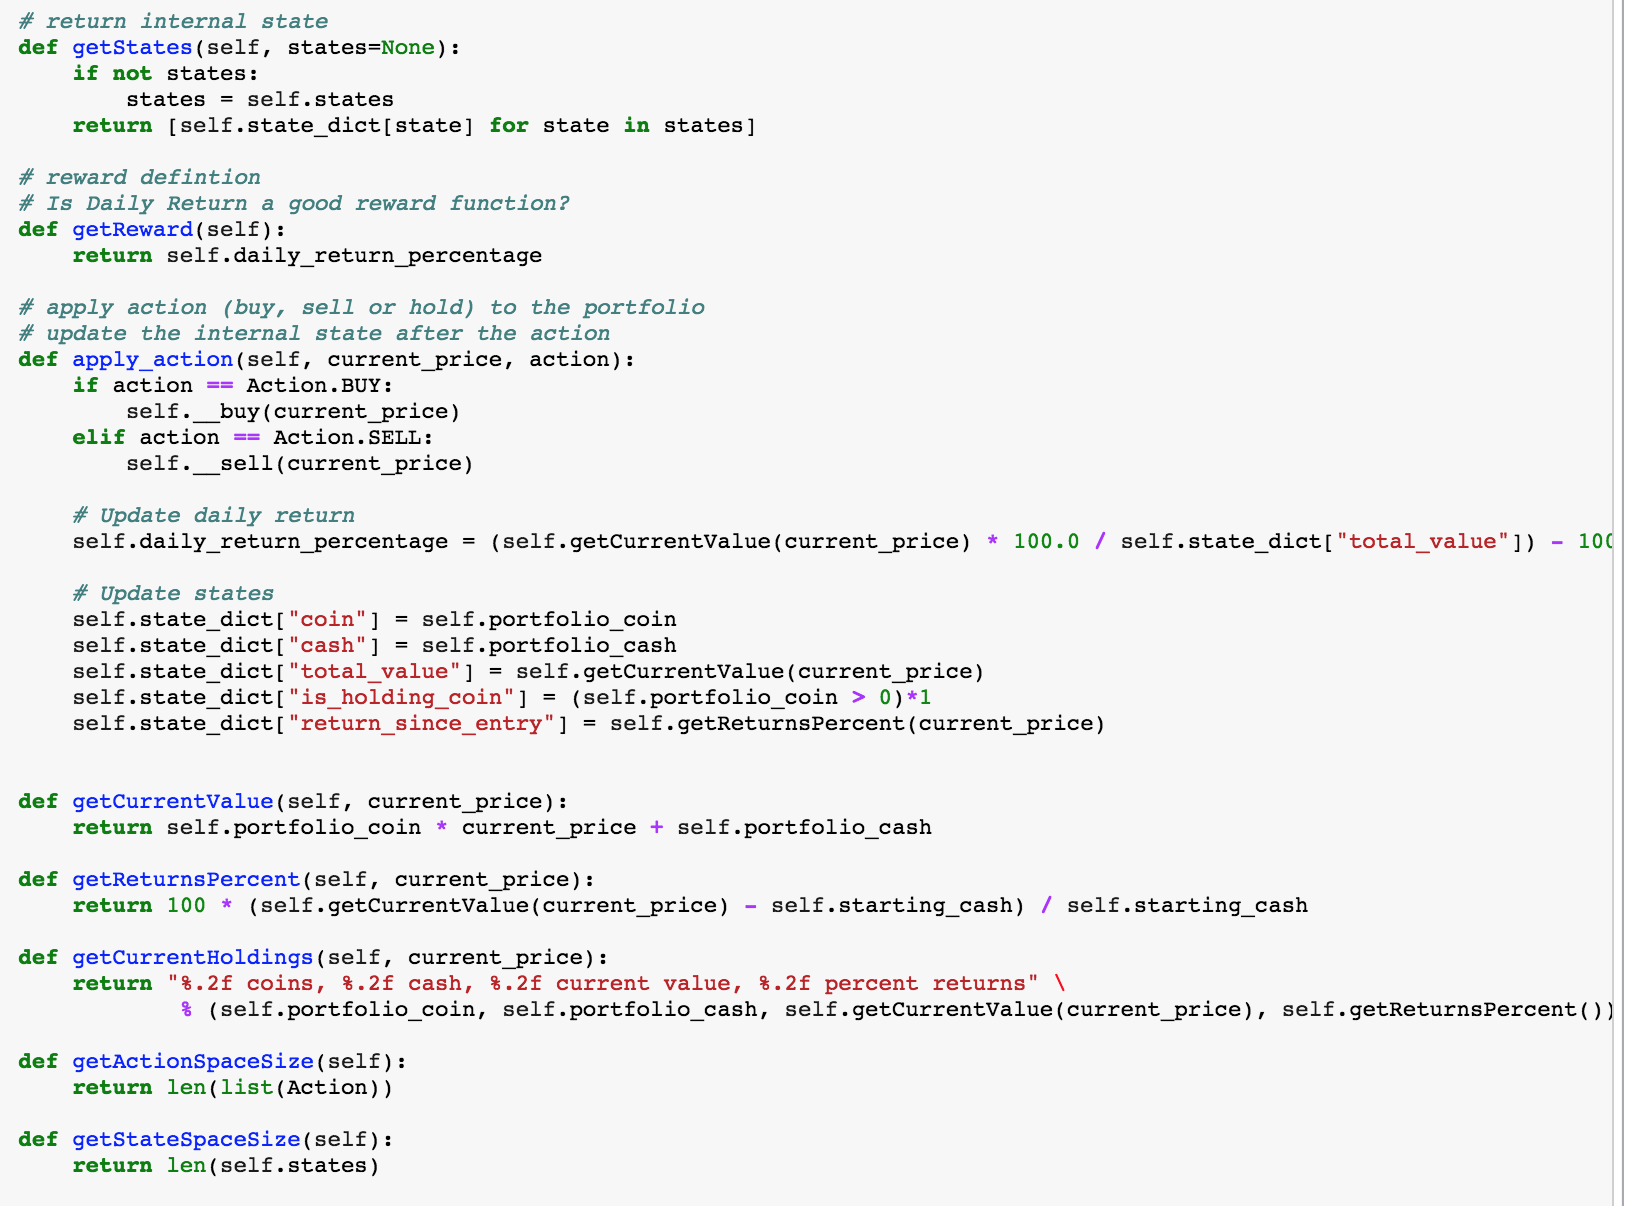 # return internal state
def getStates(self, states=None):
    if not states:
        states = self.states
    return [self.state_dict[state] for state in states]

# reward defintion
# Is Daily Return a good reward function?
def getReward(self):
    return self.daily_return_percentage

# apply action (buy, sell or hold) to the portfolio
# update the internal state after the action
def apply_action(self, current_price, action):
    if action == Action.BUY:
        self.__buy(current_price)
    elif action == Action.SELL:
        self.__sell(current_price)

    # Update daily return
    self.daily_return_percentage = (self.getCurrentValue(current_price) * 100.0 / self.state_dict["total_value"]) - 100

    # Update states
    self.state_dict["coin"] = self.portfolio_coin
    self.state_dict["cash"] = self.portfolio_cash
    self.state_dict["total_value"] = self.getCurrentValue(current_price)
    self.state_dict["is_holding_coin"] = (self.portfolio_coin > 0)*1
    self.state_dict["return_since_entry"] = self.getReturnsPercent(current_price)


def getCurrentValue(self, current_price):
    return self.portfolio_coin * current_price + self.portfolio_cash

def getReturnsPercent(self, current_price):
    return 100 * (self.getCurrentValue(current_price) - self.starting_cash) / self.starting_cash

def getCurrentHoldings(self, current_price):
    return "%.2f coins, %.2f cash, %.2f current value, %.2f percent returns" \
            % (self.portfolio_coin, self.portfolio_cash, self.getCurrentValue(current_price), self.getReturnsPercent())

def getActionSpaceSize(self):
    return len(list(Action))

def getStateSpaceSize(self):
    return len(self.states)